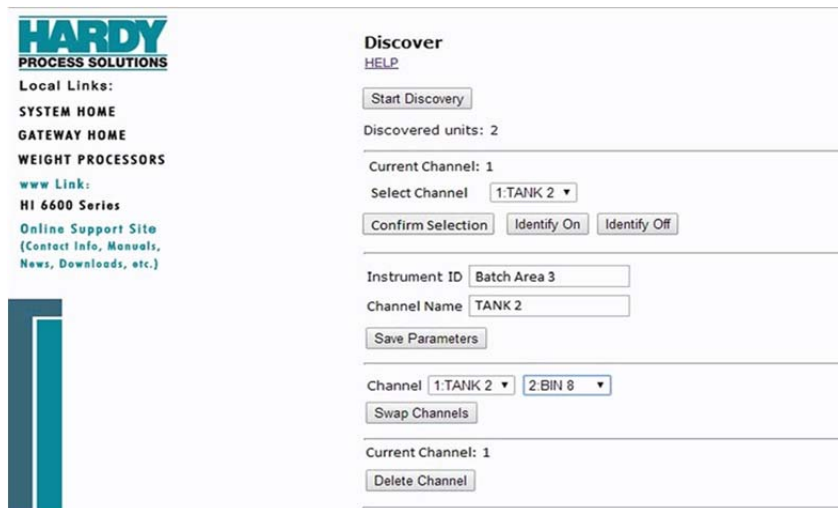 HARDY
PROCESS SOLUTIONS
Local Links:
SYSTEM HOME
GATEWAY HOME
WEIGHT PROCESSORS
www Link:
HI 6600 Series
Online Support Site
(Contact Info, Manuals,
News, Downloads, etc.)
Discover
HELP
Start Discovery
Discovered units: 2
Current Channel: 1
Select Channel 1:TANK 2
Confirm Selection Identify On Identify Off
Instrument ID Batch Area 3
Channel Name TANK 2
Save Parameters
Channel 1:TANK 2 2:BIN 8
Swap Channels
Current Channel: 1
Delete Channel